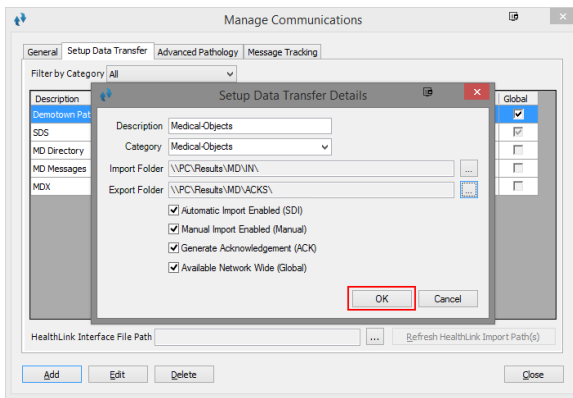 Manage Communications
General Setup Data Transfer Advanced Pathology Message Tracking
Filter by Category All
Description Global
Demotown Pat
SDS
MD Directory
MD Messages
MDX
Setup Data Transfer Details
Description Medical-Objects
Category Medical-Objects
Import Folder \\PC\Results\MD\IN\ ...
Export Folder \\PC\Results\MD\ACKS\ ...
Automatic Import Enabled (SDI)
Manual Import Enabled (Manual)
Generate Acknowledgement (ACK)
Available Network Wide (Global)
OK Cancel
HealthLink Interface File Path ... Refresh HealthLink Import Path(s)
Add Edit Delete Close